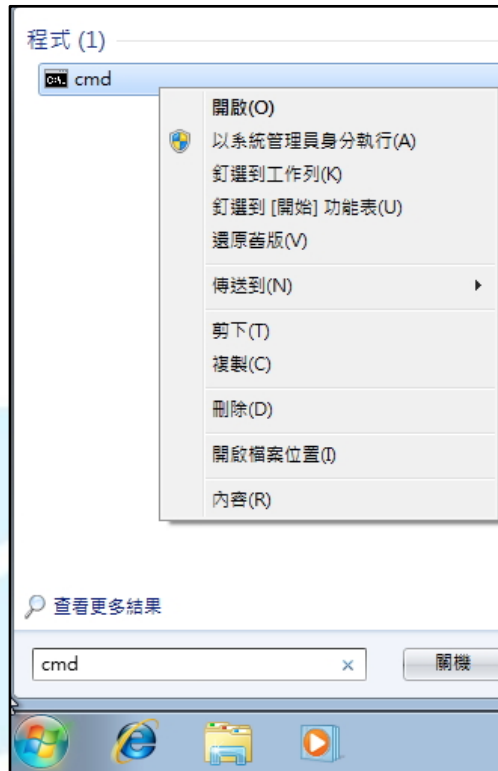 程式 (1)
cmd
開啟(O)
以系統管理員身分執行(A)
釘選到工作列(K)
釘選到 [開始] 功能表(U)
還原舊版(V)
傳送到(N)
剪下(T)
複製(C)
刪除(D)
開啟檔案位置(I)
內容(R)
查看更多結果
cmd
關機